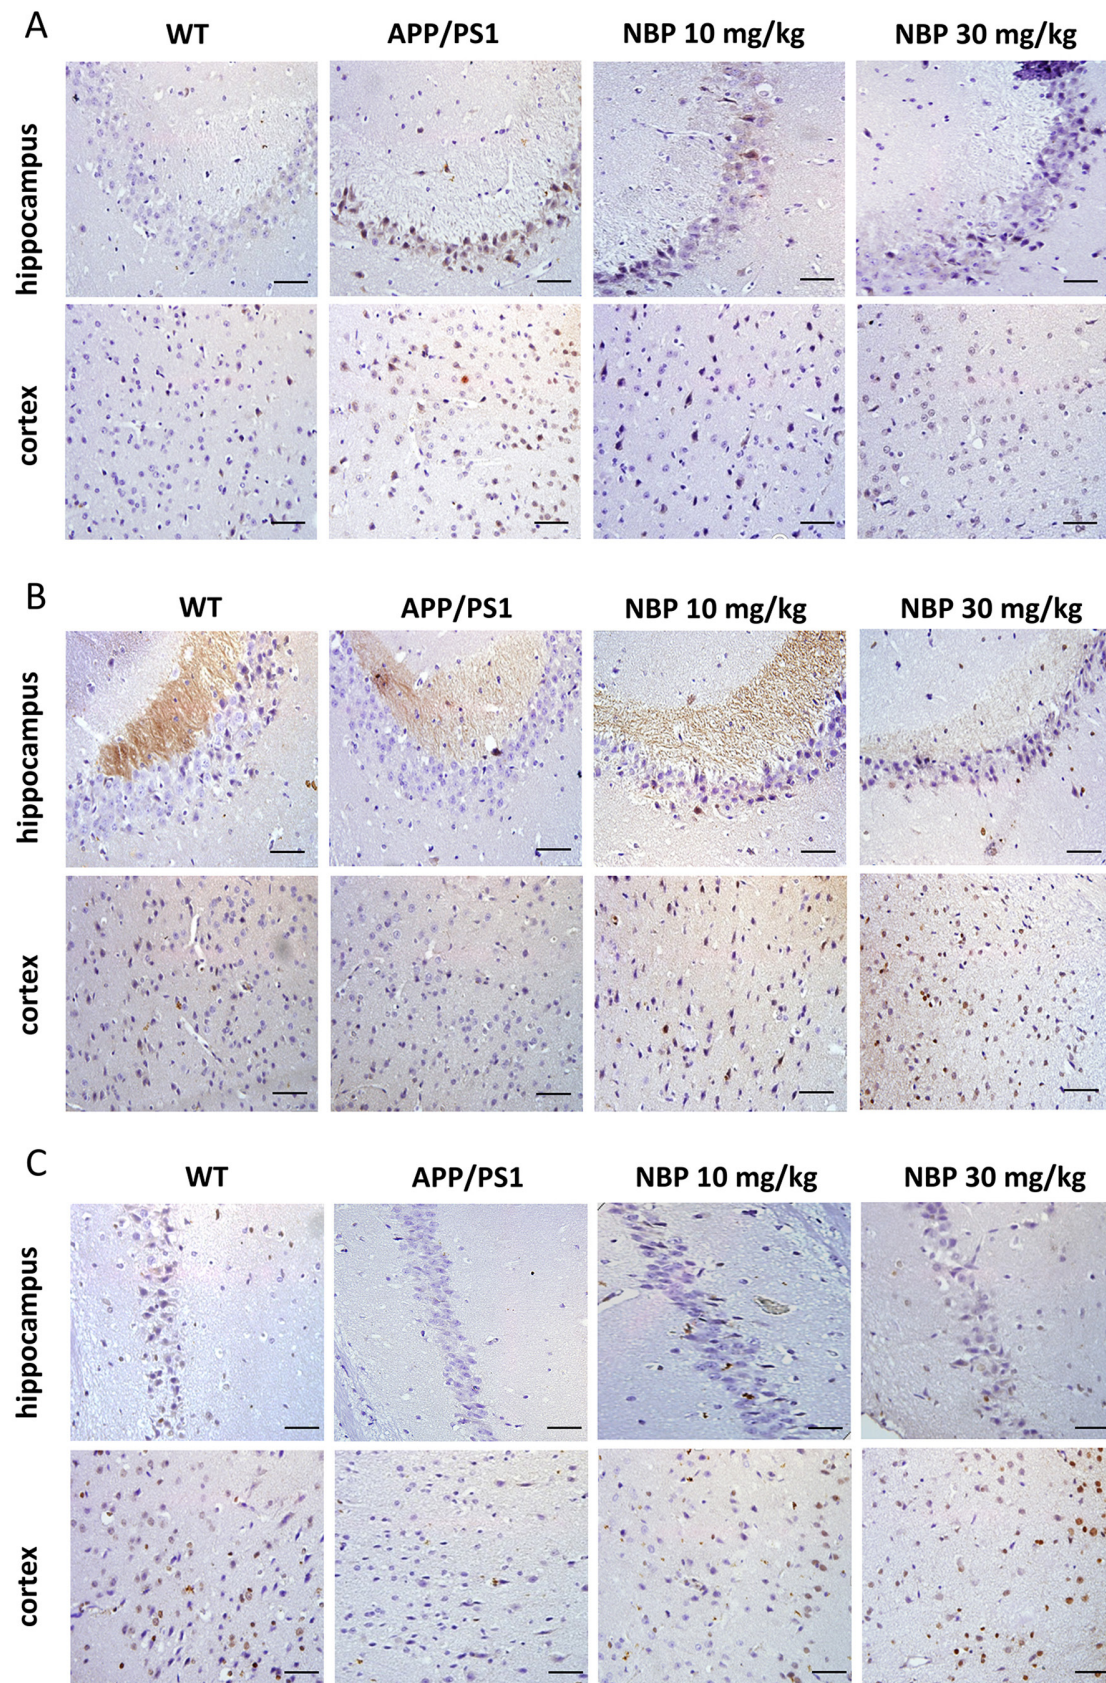 A
WT APP/PS1 NBP 10 mg/kg NBP 30 mg/kg
hippocampus
cortex
B
WT APP/PS1 NBP 10 mg/kg NBP 30 mg/kg
hippocampus
cortex
C
WT APP/PS1 NBP 10 mg/kg NBP 30 mg/kg
hippocampus
cortex